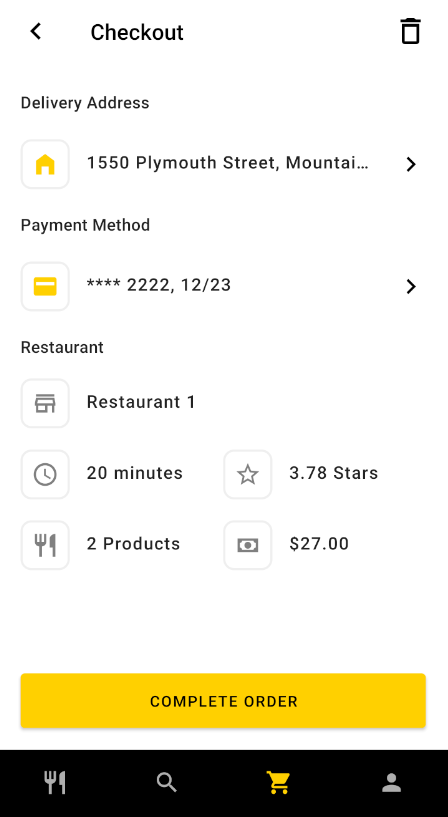 Checkout
Delivery Address
1550 Plymouth Street, Mountai...
Payment Method
**** 2222, 12/23
Restaurant
Restaurant 1
20 minutes
3.78 Stars
2 Products
$27.00
COMPLETE ORDER